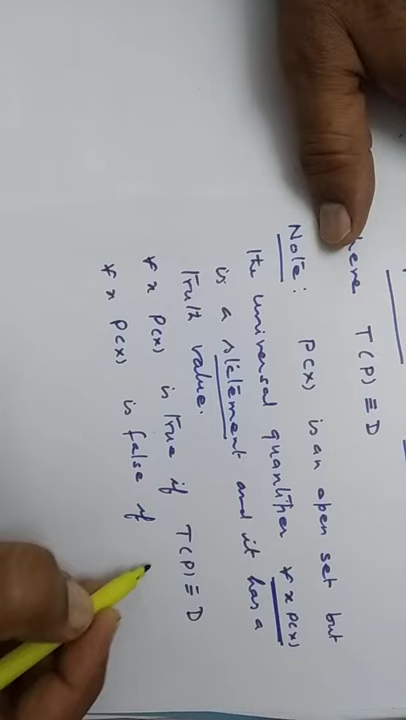 here T(P) ≡ D
Note: P(x) is an open set but
the universal quantifier ∀x P(x)
is a statement and it has a
truth value.
∀ x P(x) is true if T(P) ≡ D
∀ x P(x) is false if